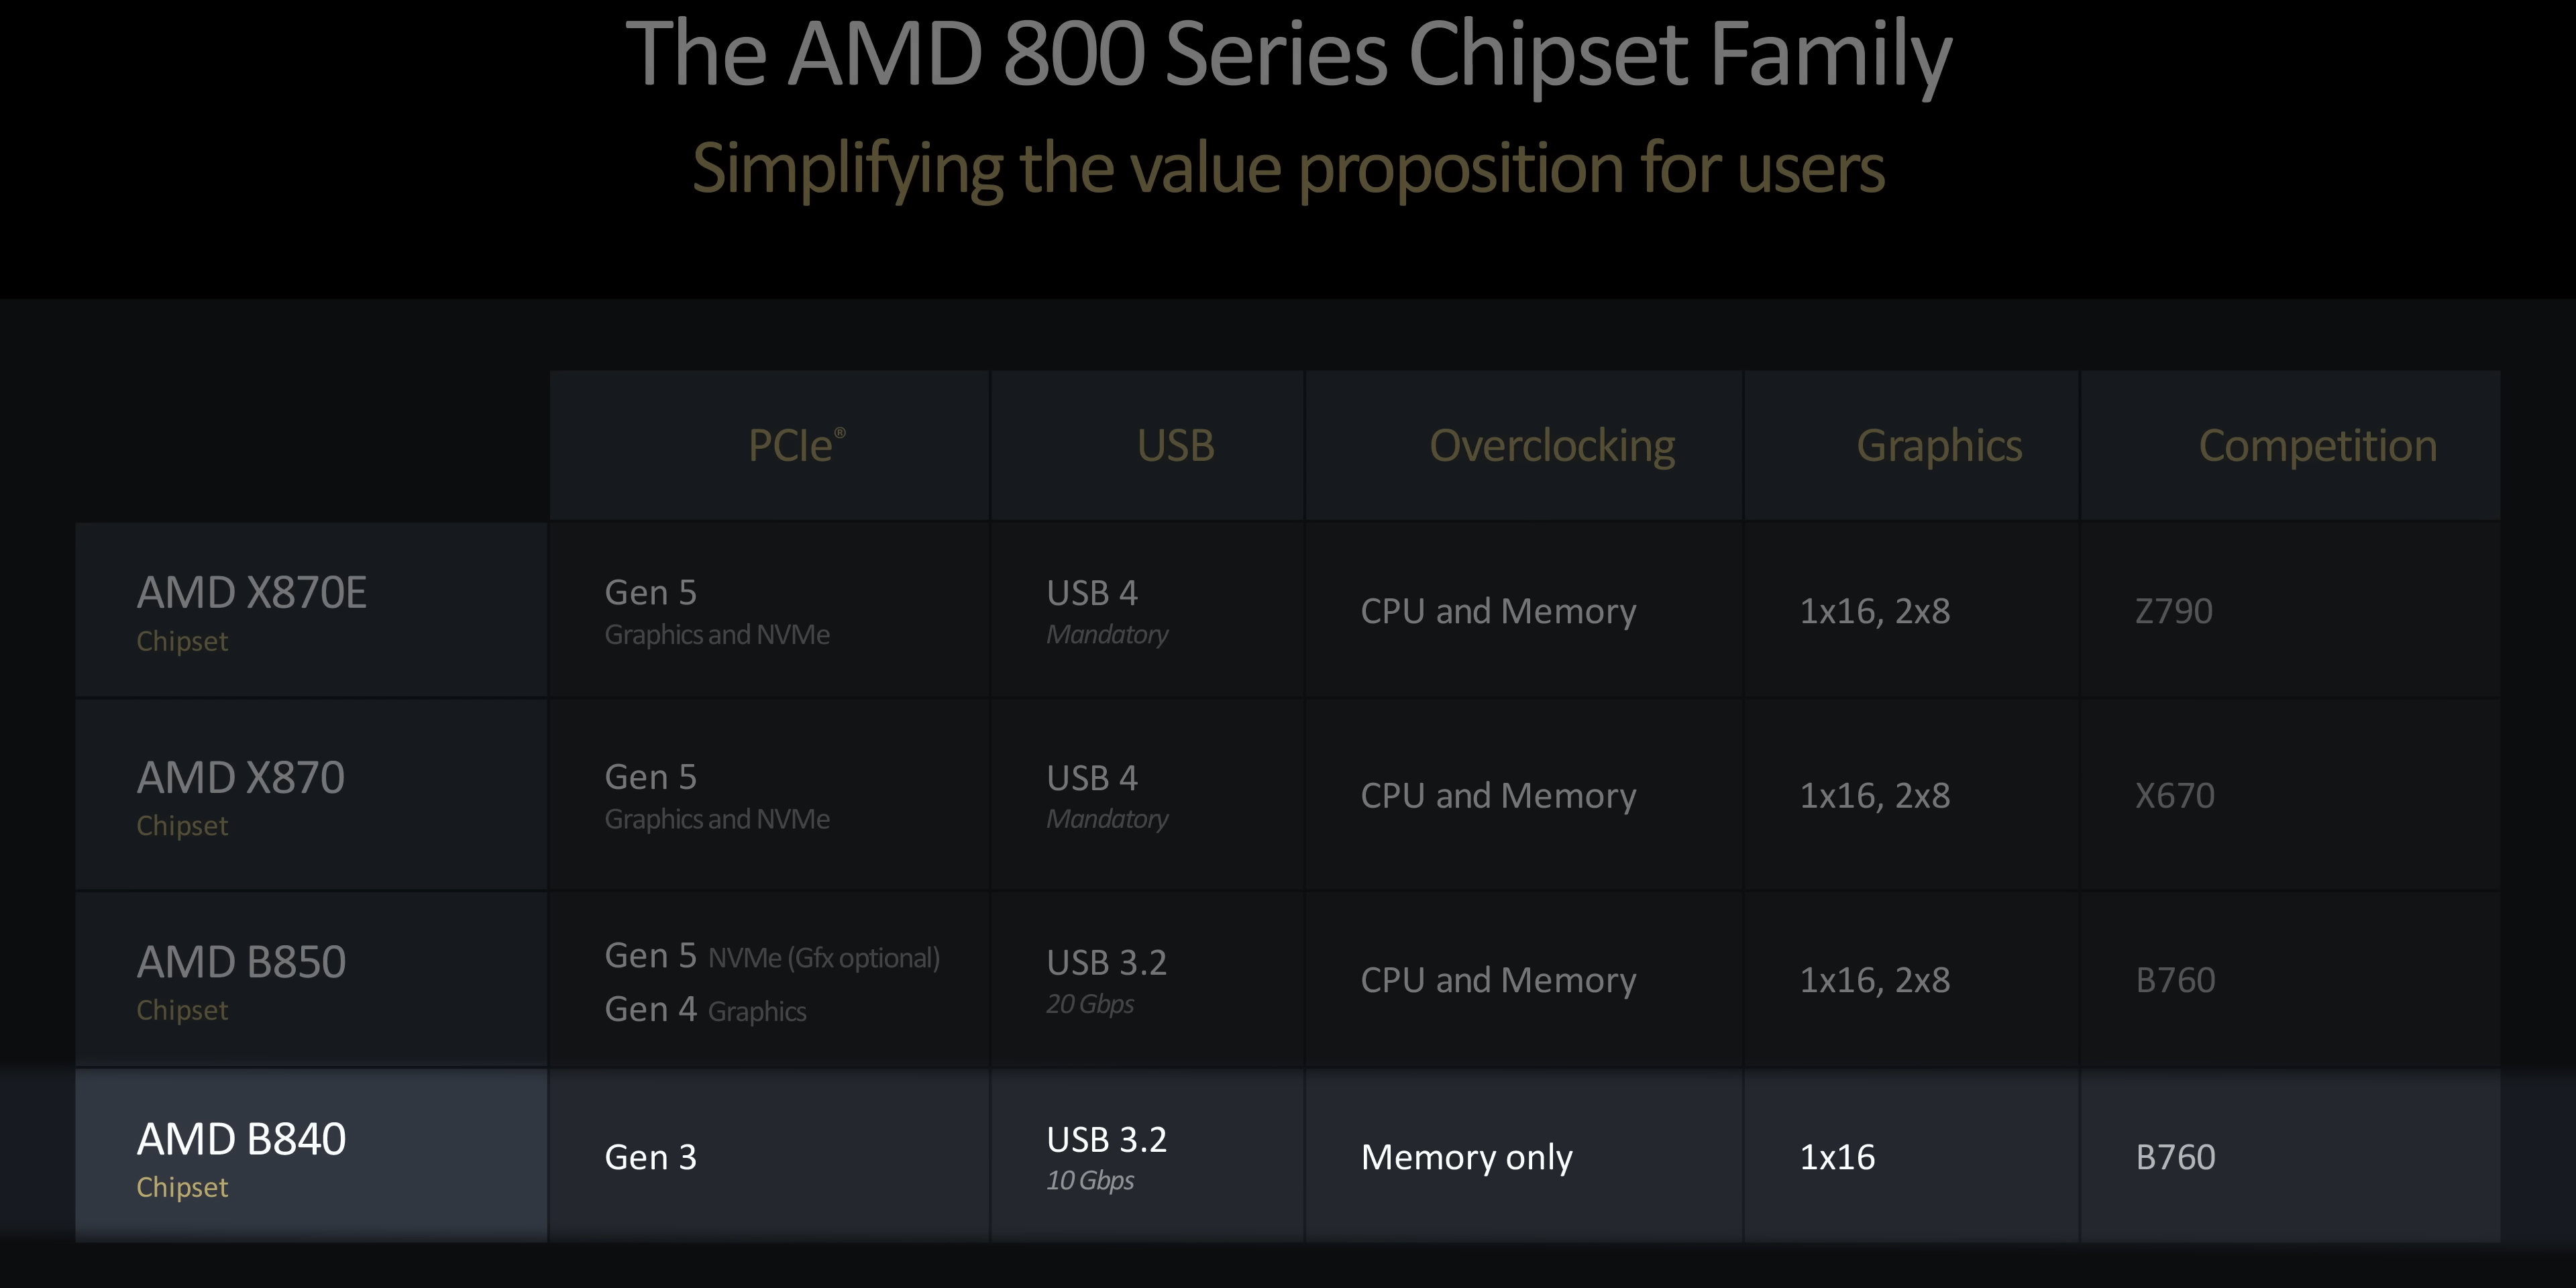 The AMD 800 Series Chipset Family
Simplifying the value proposition for users
PCIe® USB Overclocking Graphics Competition
AMD X870E
Chipset
Gen 5
Graphics and NVMe
USB 4
Mandatory
CPU and Memory
1x16, 2x8
Z790
AMD X870
Chipset
Gen 5
Graphics and NVMe
USB 4
Mandatory
CPU and Memory
1x16, 2x8
X670
AMD B850
Chipset
Gen 5 NVMe (Gfx optional)
Gen 4 Graphics
USB 3.2
20 Gbps
CPU and Memory
1x16, 2x8
B760
AMD B840
Chipset
Gen 3
USB 3.2
10 Gbps
Memory only
1x16
B760